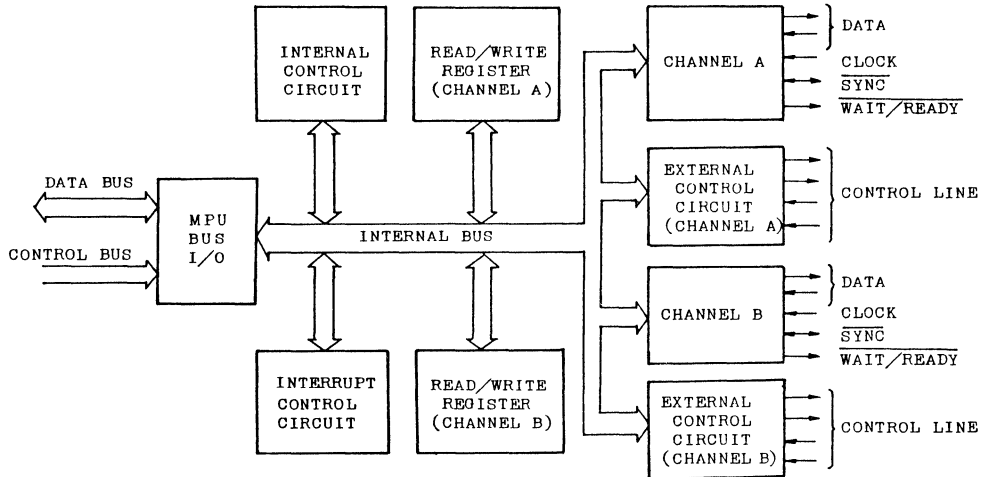 INTERNAL
CONTROL
CIRCUIT
READ/WRITE
REGISTER
(CHANNEL A)
CHANNEL A
DATA
CLOCK
SYNC
WAIT/READY
DATA BUS
MPU
BUS
I/O
CONTROL BUS
INTERNAL BUS
EXTERNAL
CONTROL
CIRCUIT
(CHANNEL A)
CONTROL LINE
CHANNEL B
DATA
CLOCK
SYNC
WAIT/READY
INTERRUPT
CONTROL
CIRCUIT
READ/WRITE
REGISTER
(CHANNEL B)
EXTERNAL
CONTROL
CIRCUIT
(CHANNEL B)
CONTROL LINE